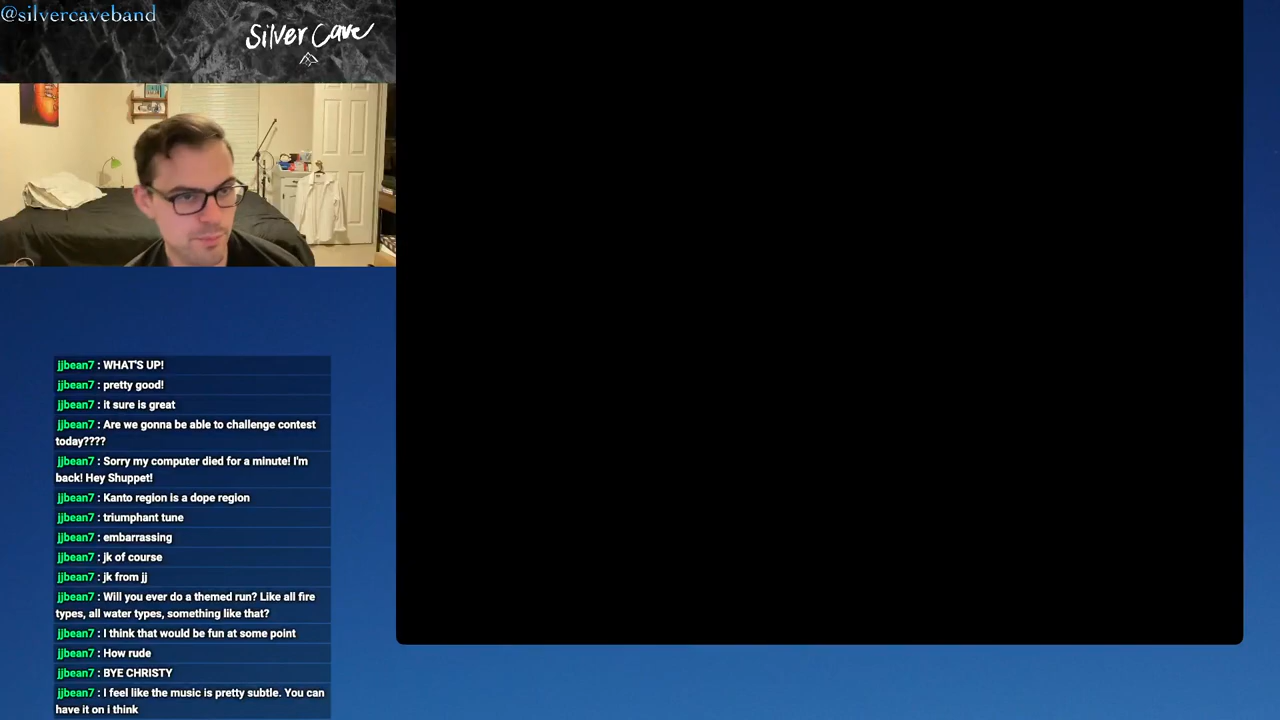 @silvercaveband
Silver Cave
jjbean7 : WHAT'S UP!
jjbean7 : pretty good!
jjbean7 : it sure is great
jjbean7 : Are we gonna be able to challenge contest
today????
jjbean7 : Sorry my computer died for a minute! I'm
back! Hey Shuppet!
jjbean7 : Kanto region is a dope region
jjbean7 : triumphant tune
jjbean7 : embarrassing
jjbean7 : jk of course
jjbean7 : jk from jj
jjbean7 : Will you ever do a themed run? Like all fire
types, all water types, something like that?
jjbean7 : I think that would be fun at some point
jjbean7 : How rude
jjbean7 : BYE CHRISTY
jjbean7 : I feel like the music is pretty subtle. You can
have it on i think